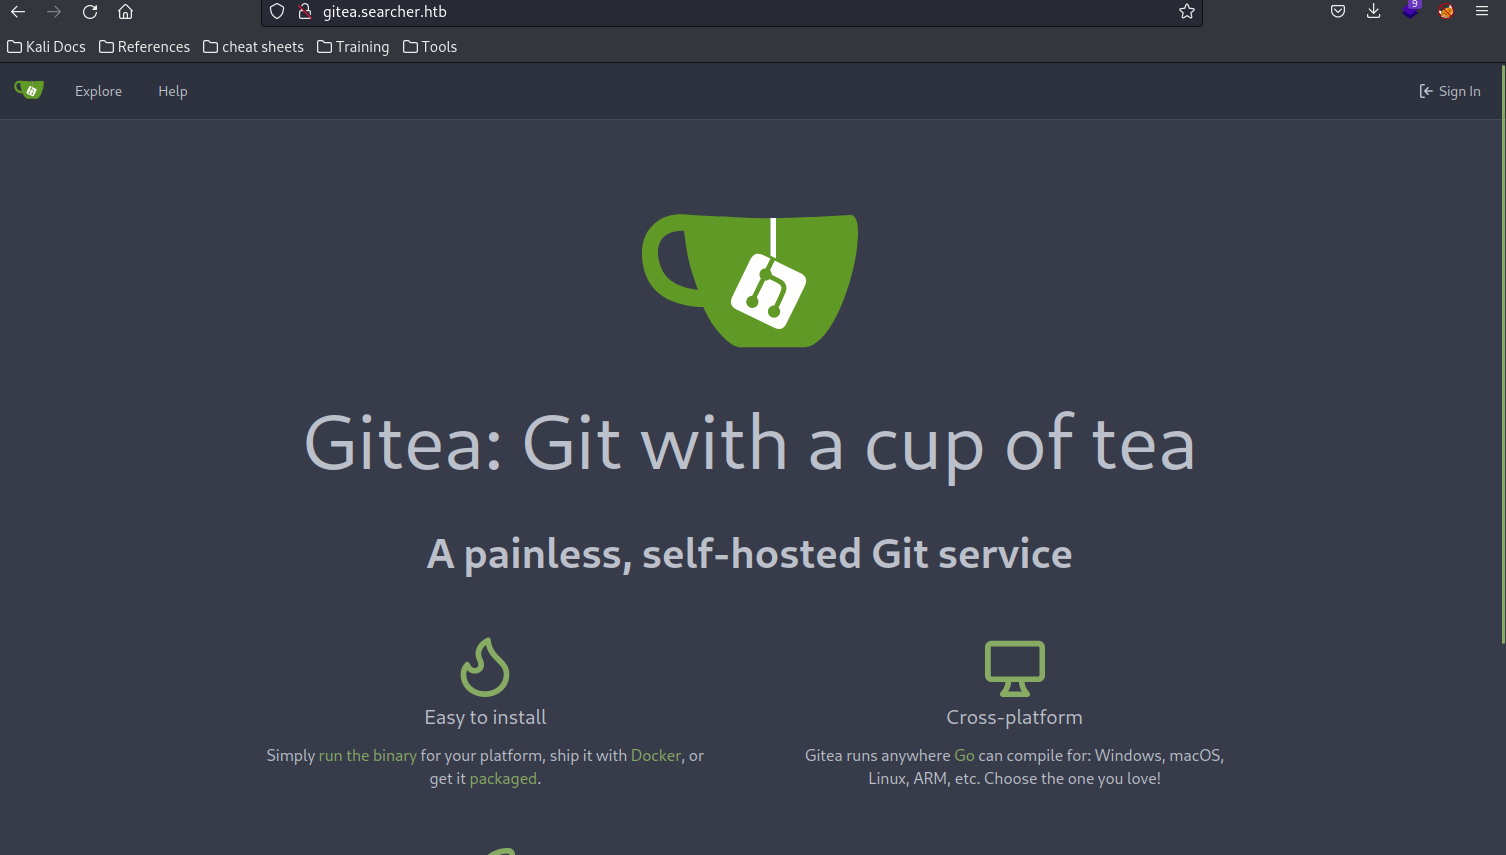 gitea.searcher.htb
9
Kali Docs References cheat sheets Training Tools
Explore Help Sign In
Gitea: Git with a cup of tea
A painless, self-hosted Git service
Easy to install
Simply run the binary for your platform, ship it with Docker, or
get it packaged.
Cross-platform
Gitea runs anywhere Go can compile for: Windows, macOS,
Linux, ARM, etc. Choose the one you love!